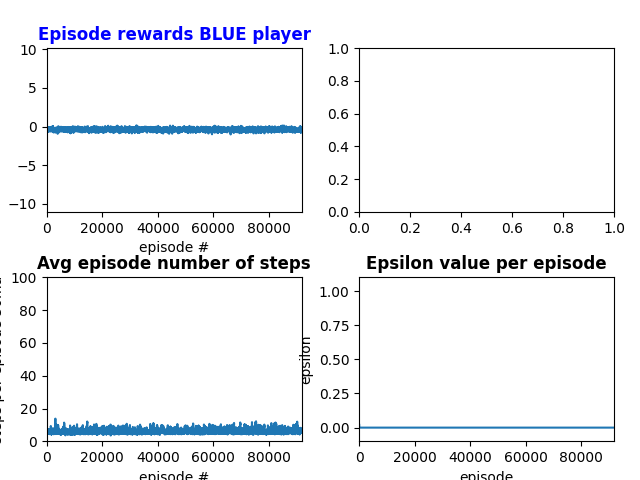 Episode rewards BLUE player
10
5
0
−5
−10
0 20000 40000 60000 80000
episode #
1.0
0.8
0.6
0.4
0.2
0.0
0.0 0.2 0.4 0.6 0.8 1.0
Avg episode number of steps
100
80
60
40
20
0
0 20000 40000 60000 80000
episode #
Epsilon value per episode
epsilon
1.00
0.75
0.50
0.25
0.00
0 20000 40000 60000 80000
episode